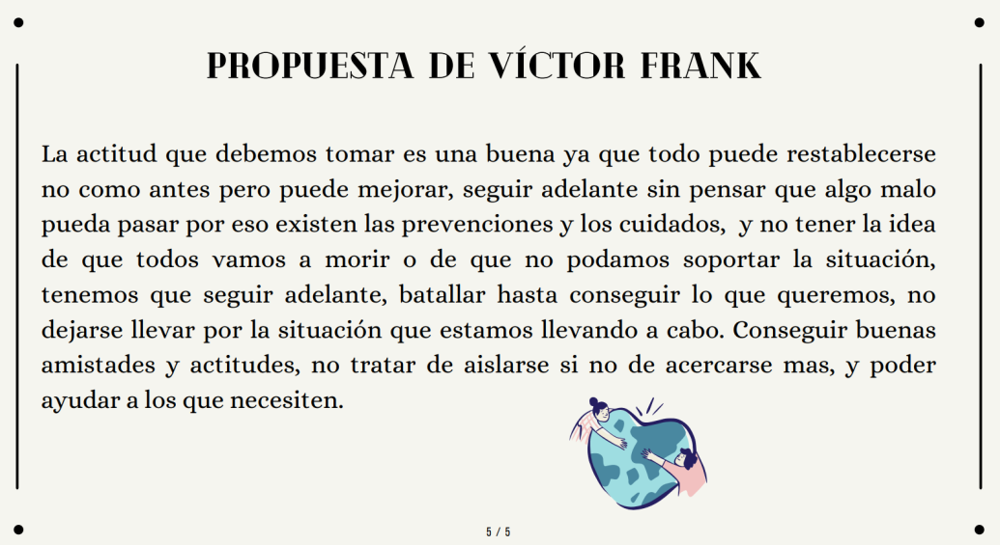 PROPUESTA DE VÍCTOR FRANK
La actitud que debemos tomar es una buena ya que todo puede restablecerse
no como antes pero puede mejorar, seguir adelante sin pensar que algo malo
pueda pasar por eso existen las prevenciones y los cuidados, y no tener la idea
de que todos vamos a morir o de que no podamos soportar la situación,
tenemos que seguir adelante, batallar hasta conseguir lo que queremos, no
dejarse llevar por la situación que estamos llevando a cabo. Conseguir buenas
amistades y actitudes, no tratar de aislarse si no de acercarse mas, y poder
ayudar a los que necesiten.
5 / 5